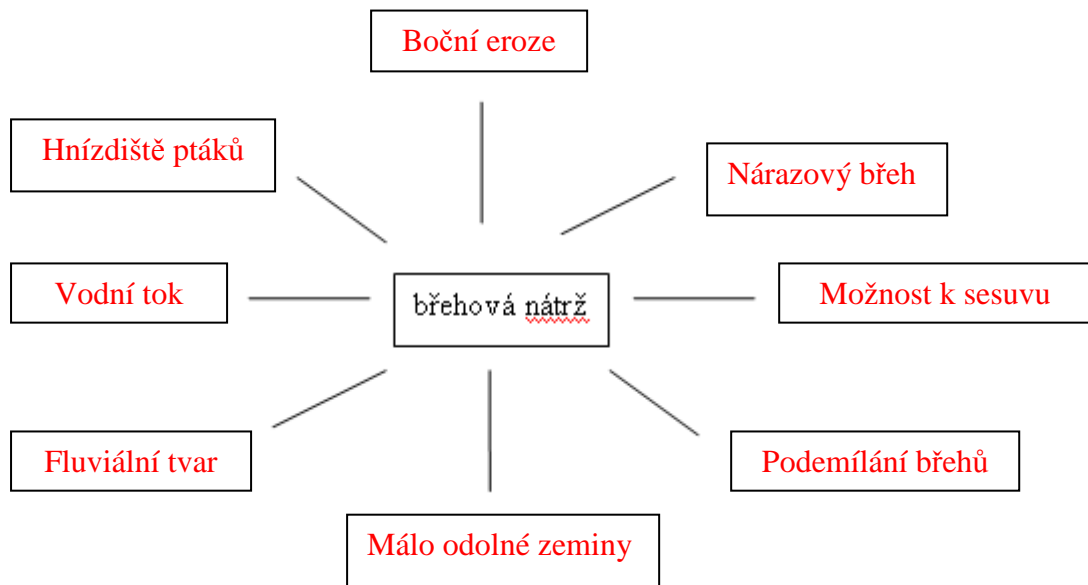 Boční eroze
Hnízdiště ptáků
Nárazový břeh
Vodní tok
břehová nátrž
Možnost k sesuvu
Fluviální tvar
Podemílání břehů
Málo odolné zeminy